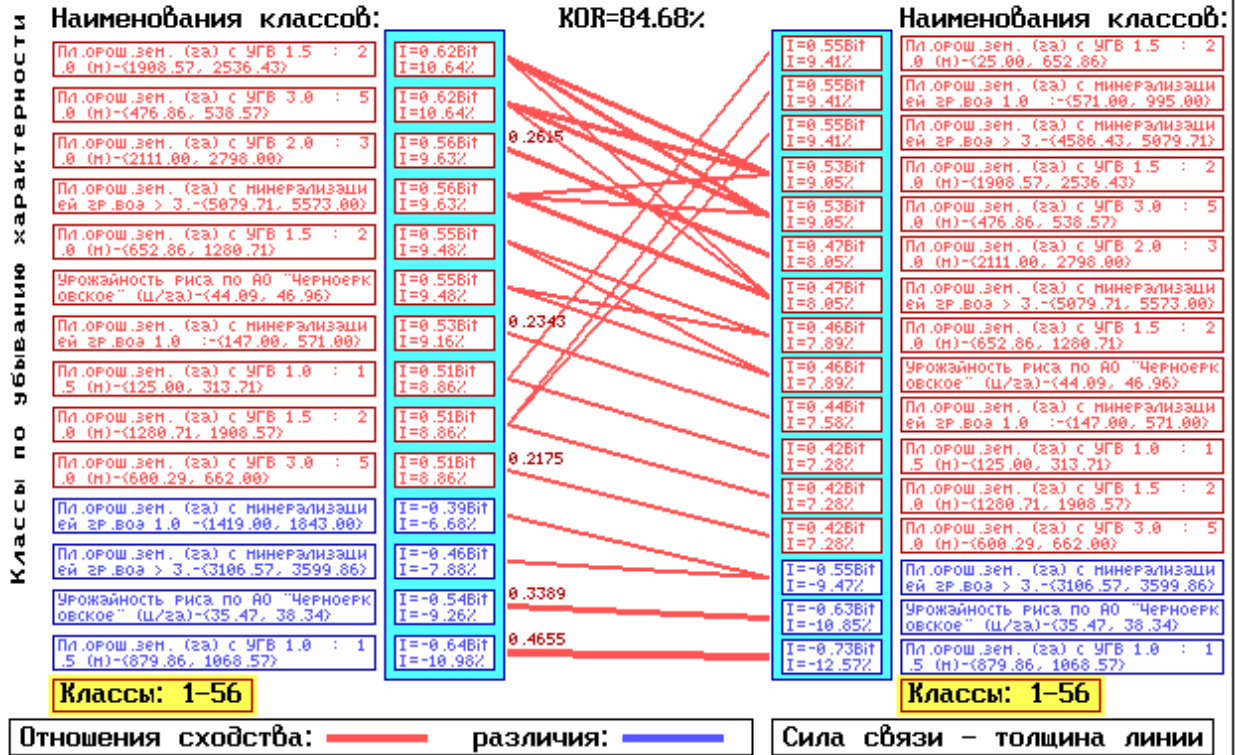 Наименования классов:
KOR=84.68%
Наименования классов:
Классы по убыванию характерности
Пл.орош.зем. (га) с УГВ 1.5 : 2
.0 (м)-{1908.57, 2536.43}
I=0.62Bit
I=10.64%
Пл.орош.зем. (га) с УГВ 3.0 : 5
.0 (м)-{476.86, 538.57}
I=0.62Bit
I=10.64%
Пл.орош.зем. (га) с УГВ 2.0 : 3
.0 (м)-{2111.00, 2798.00}
I=0.56Bit
I=9.63%
Пл.орош.зем. (га) с минерализаци
ей гр.воэ > 3.-{5079.71, 5573.00}
I=0.56Bit
I=9.63%
Пл.орош.зем. (га) с УГВ 1.5 : 2
.0 (м)-{652.86, 1280.71}
I=0.55Bit
I=9.48%
Урожайность риса по АО "Черноерк
овское" (ц/га)-{44.09, 46.96}
I=0.55Bit
I=9.48%
Пл.орош.зем. (га) с минерализаци
ей гр.воэ 1.0 :-{147.00, 571.00}
I=0.53Bit
I=9.16%
Пл.орош.зем. (га) с УГВ 1.0 : 1
.5 (м)-{125.00, 313.71}
I=0.51Bit
I=8.86%
Пл.орош.зем. (га) с УГВ 1.5 : 2
.0 (м)-{1280.71, 1908.57}
I=0.51Bit
I=8.86%
Пл.орош.зем. (га) с УГВ 3.0 : 5
.0 (м)-{600.29, 662.00}
I=0.51Bit
I=8.86%
Пл.орош.зем. (га) с минерализаци
ей гр.воэ 1.0 -{1419.00, 1843.00}
I=-0.39Bit
I=-6.68%
Пл.орош.зем. (га) с минерализаци
ей гр.воэ > 3.-{3106.57, 3599.86}
I=-0.46Bit
I=-7.88%
Урожайность риса по АО "Черноерк
овское" (ц/га)-{35.47, 38.34}
I=-0.54Bit
I=-9.26%
Пл.орош.зем. (га) с УГВ 1.0 : 1
.5 (м)-{879.86, 1068.57}
I=-0.64Bit
I=-10.98%
Классы: 1-56
0.2615
0.2343
0.2175
0.3389
0.4655
I=0.55Bit
I=9.41%
Пл.орош.зем. (га) с УГВ 1.5 : 2
.0 (м)-{25.00, 652.86}
I=0.55Bit
I=9.41%
Пл.орош.зем. (га) с минерализаци
ей гр.воэ 1.0 :-{571.00, 995.00}
I=0.55Bit
I=9.41%
Пл.орош.зем. (га) с минерализаци
ей гр.воэ > 3.-{4586.43, 5079.71}
I=0.53Bit
I=9.05%
Пл.орош.зем. (га) с УГВ 1.5 : 2
.0 (м)-{1908.57, 2536.43}
I=0.53Bit
I=9.05%
Пл.орош.зем. (га) с УГВ 3.0 : 5
.0 (м)-{476.86, 538.57}
I=0.47Bit
I=8.05%
Пл.орош.зем. (га) с УГВ 2.0 : 3
.0 (м)-{2111.00, 2798.00}
I=0.47Bit
I=8.05%
Пл.орош.зем. (га) с минерализаци
ей гр.воэ > 3.-{5079.71, 5573.00}
I=0.46Bit
I=7.89%
Пл.орош.зем. (га) с УГВ 1.5 : 2
.0 (м)-{652.86, 1280.71}
I=0.46Bit
I=7.89%
Урожайность риса по АО "Черноерк
овское" (ц/га)-{44.09, 46.96}
I=0.44Bit
I=7.58%
Пл.орош.зем. (га) с минерализаци
ей гр.воэ 1.0 :-{147.00, 571.00}
I=0.42Bit
I=7.28%
Пл.орош.зем. (га) с УГВ 1.0 : 1
.5 (м)-{125.00, 313.71}
I=0.42Bit
I=7.28%
Пл.орош.зем. (га) с УГВ 1.5 : 2
.0 (м)-{1280.71, 1908.57}
I=0.42Bit
I=7.28%
Пл.орош.зем. (га) с УГВ 3.0 : 5
.0 (м)-{600.29, 662.00}
I=-0.55Bit
I=-9.47%
Пл.орош.зем. (га) с минерализаци
ей гр.воэ > 3.-{3106.57, 3599.86}
I=-0.63Bit
I=-10.85%
Урожайность риса по АО "Черноерк
овское" (ц/га)-{35.47, 38.34}
I=-0.73Bit
I=-12.57%
Пл.орош.зем. (га) с УГВ 1.0 : 1
.5 (м)-{879.86, 1068.57}
Классы: 1-56
Отношения сходства: различия:
Сила связи - толщина линии